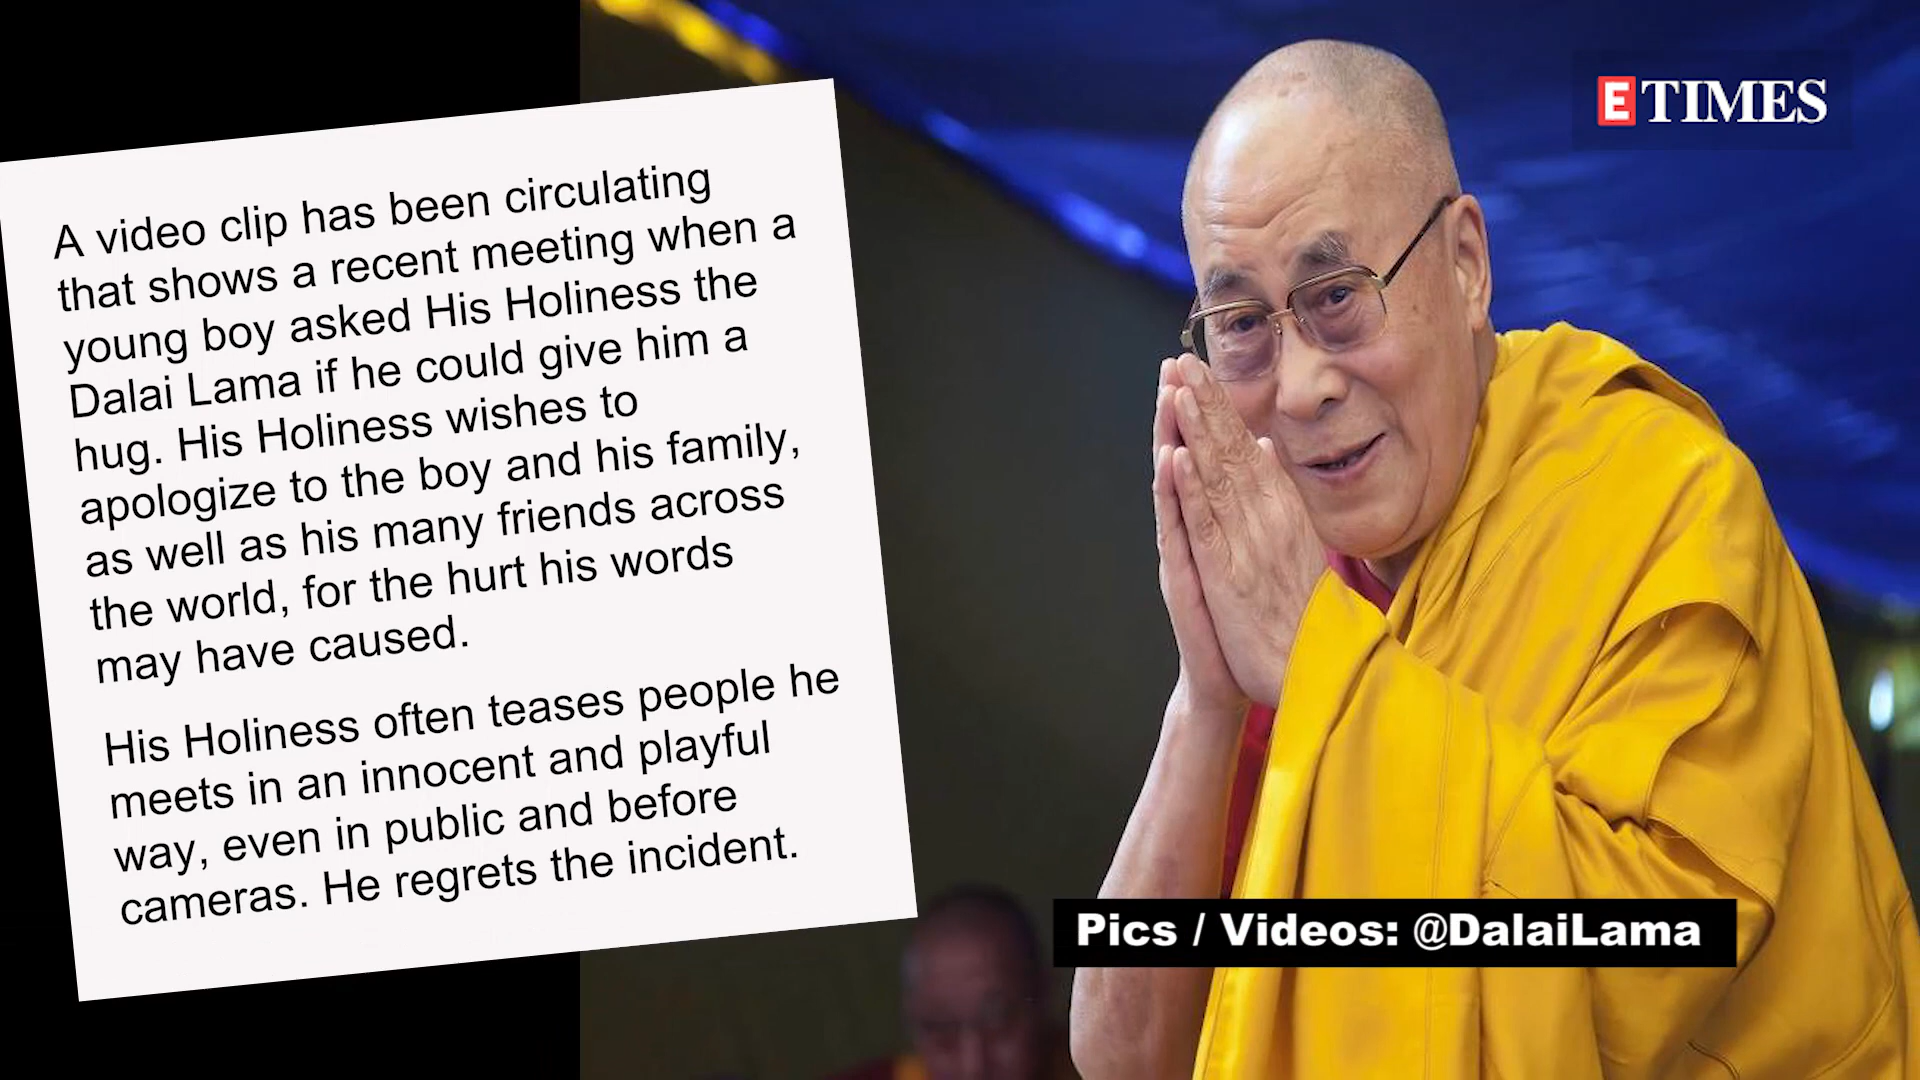 A video clip has been circulating
that shows a recent meeting when a
young boy asked His Holiness the
Dalai Lama if he could give him a
hug. His Holiness wishes to
apologize to the boy and his family,
as well as his many friends across
the world, for the hurt his words
may have caused.
His Holiness often teases people he
meets in an innocent and playful
way, even in public and before
cameras. He regrets the incident.
E TIMES
Pics / Videos: @DalaiLama